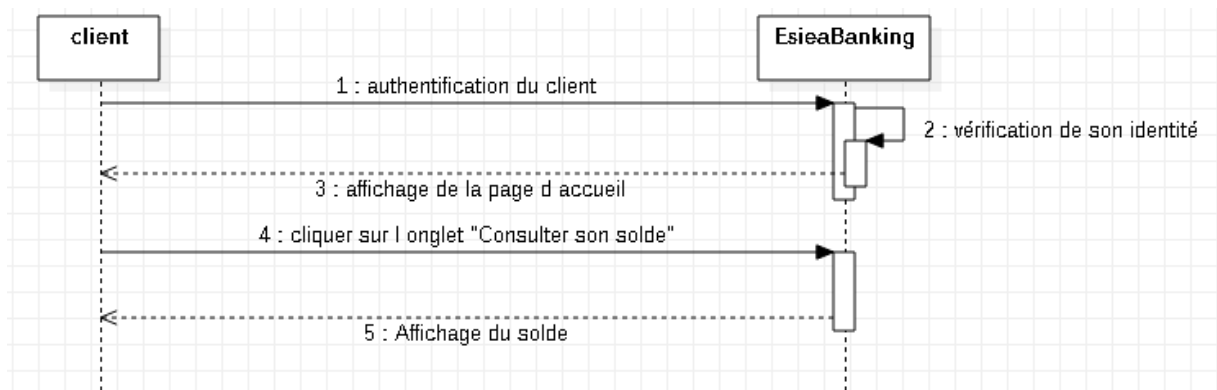 client
EsieaBanking
1 : authentification du client
2 : vérification de son identité
3 : affichage de la page d accueil
4 : cliquer sur l onglet "Consulter son solde"
5 : Affichage du solde